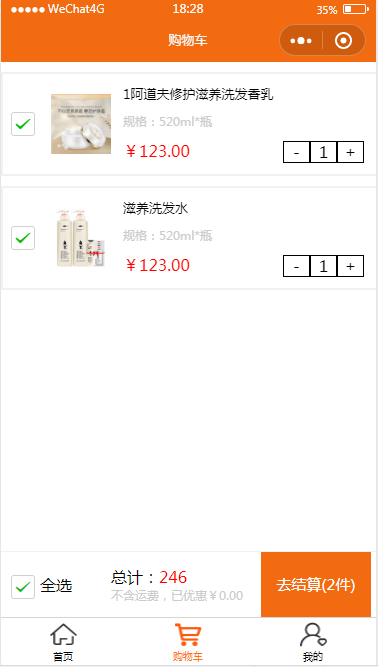 WeChat4G 18:28 35%
购物车
1阿道夫修护滋养洗发香乳
规格：520ml*瓶
￥123.00 - 1 +
滋养洗发水
规格：520ml*瓶
￥123.00 - 1 +
全选
总计：246
不含运费，已优惠￥0.00
去结算(2件)
首页 购物车 我的